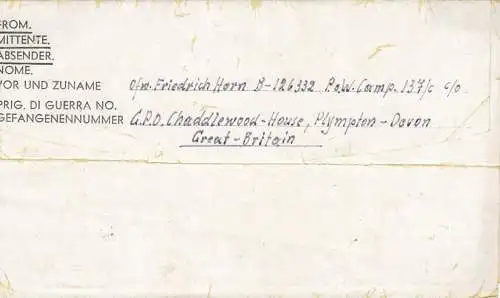 FROM.
MITTENTE.
ABSENDER.
NOME.
VOR UND ZUNAME Ofw. Friedrich Horn B-126332 P.o.W. Camp. 137/c c/o
PRIG. DI GUERRA NO.
GEFANGENENNUMMER G.P.O. Chaddlewood-House, Plympton - Devon
Great-Britain